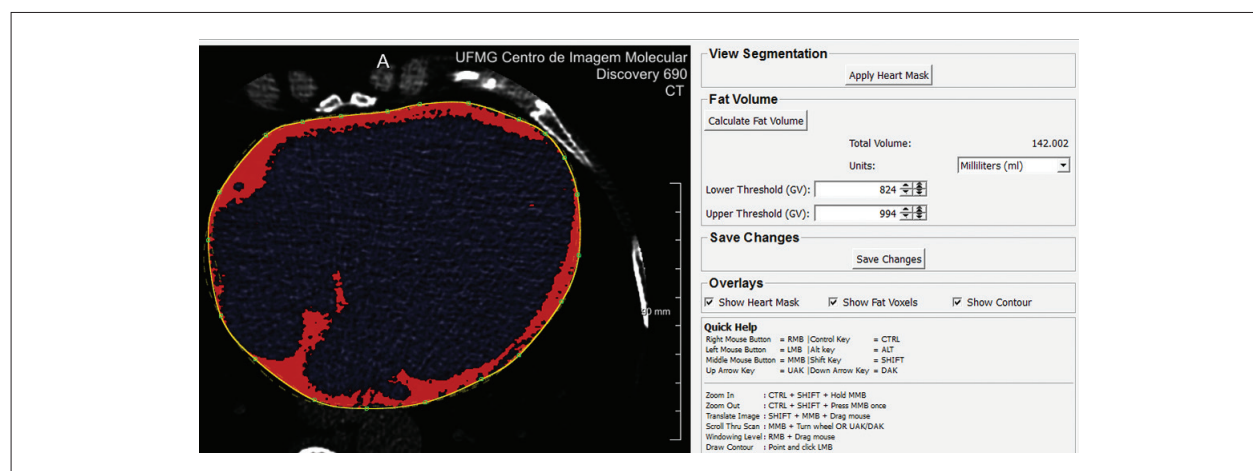 A
UFMG Centro de Imagem Molecular
Discovery 690
CT
90 mm
View Segmentation
Apply Heart Mask
Fat Volume
Calculate Fat Volume
Total Volume: 142.002
Units: Milliliters (ml)
Lower Threshold (GV): 824
Upper Threshold (GV): 994
Save Changes
Save Changes
Overlays
Show Heart Mask Show Fat Voxels Show Contour
Quick Help
Right Mouse Button = RMB |Control Key = CTRL
Left Mouse Button = LMB |Alt key = ALT
Middle Mouse Button = MMB |Shift Key = SHIFT
Up Arrow Key = UAK |Down Arrow Key = DAK
Zoom In : CTRL + SHIFT + Hold MMB
Zoom Out : CTRL + SHIFT + Press MMB once
Translate Image : SHIFT + MMB + Drag mouse
Scroll Thru Scan : MMB + Turn wheel OR UAK/DAK
Windowing Level : RMB + Drag mouse
Draw Contour : Point and click LMB